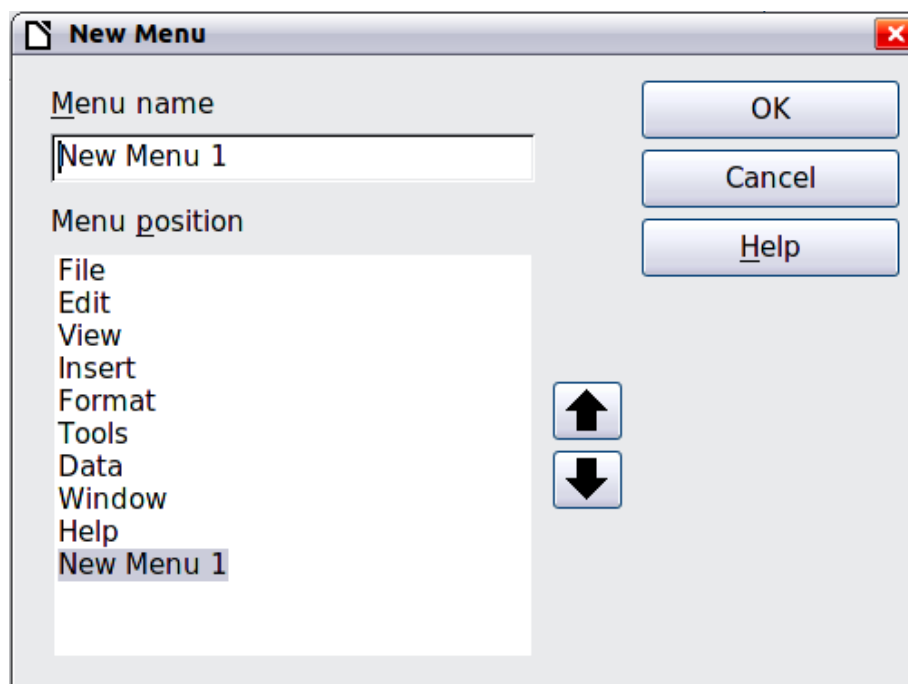 New Menu
Menu name
New Menu 1
Menu position
File
Edit
View
Insert
Format
Tools
Data
Window
Help
New Menu 1
OK
Cancel
Help